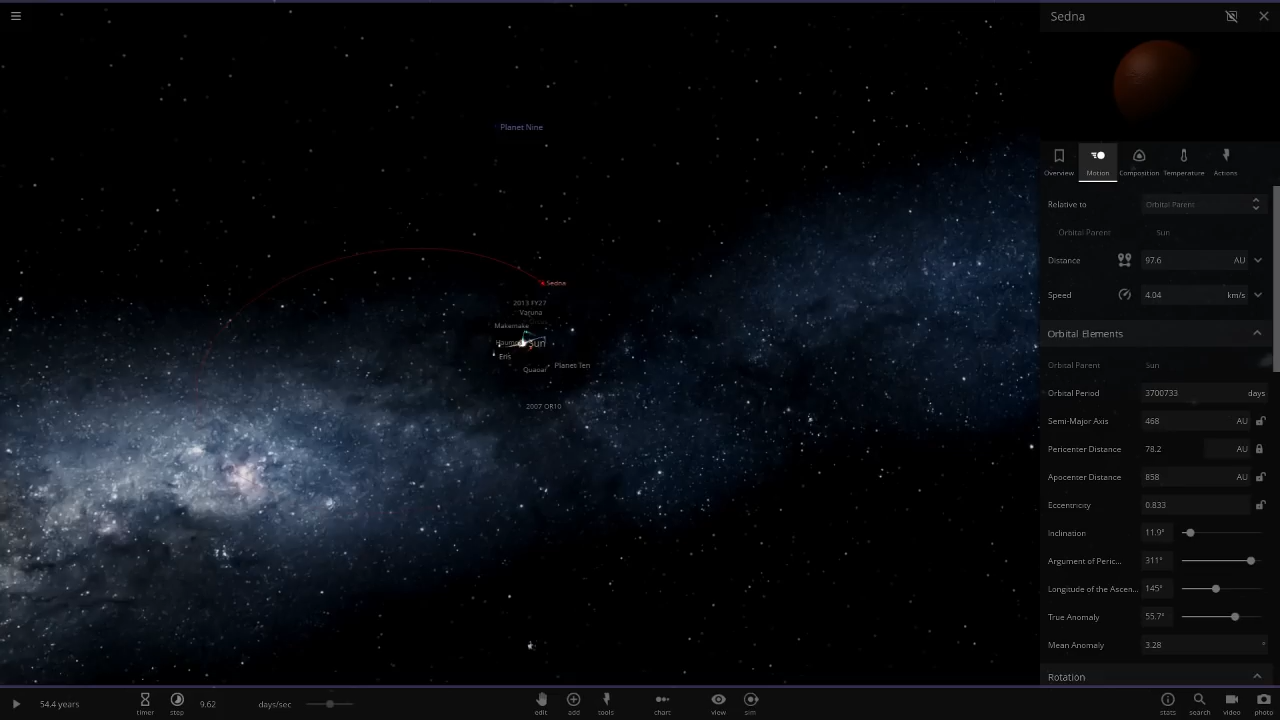 Sedna
Planet Nine
Sedna
2013 FY27
Varuna
Makemake
Sun
Eris
Planet Ten
Quaoar
2007 OR10
Overview
Motion
Composition
Temperature
Actions
Relative to Orbital Parent
Orbital Parent Sun
Distance 97.6 AU
Speed 4.04 km/s
Orbital Elements
Orbital Parent Sun
Orbital Period 3700733 days
Semi-Major Axis 468 AU
Pericenter Distance 78.2 AU
Apocenter Distance 858 AU
Eccentricity 0.833
Inclination 11.9°
Argument of Peric... 311°
Longitude of the Ascen... 145°
True Anomaly 55.7°
Mean Anomaly 3.28 °
Rotation
54.4 years
timer
step
9.62 days/sec
edit
add
tools
chart
view
sim
stats
search
video
photo